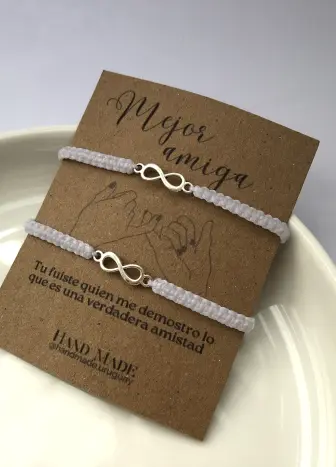 Mejor
amiga
Tu fuiste quien me demostro lo
que es una verdadera amistad
HAND MADE
@handmade.uruguay